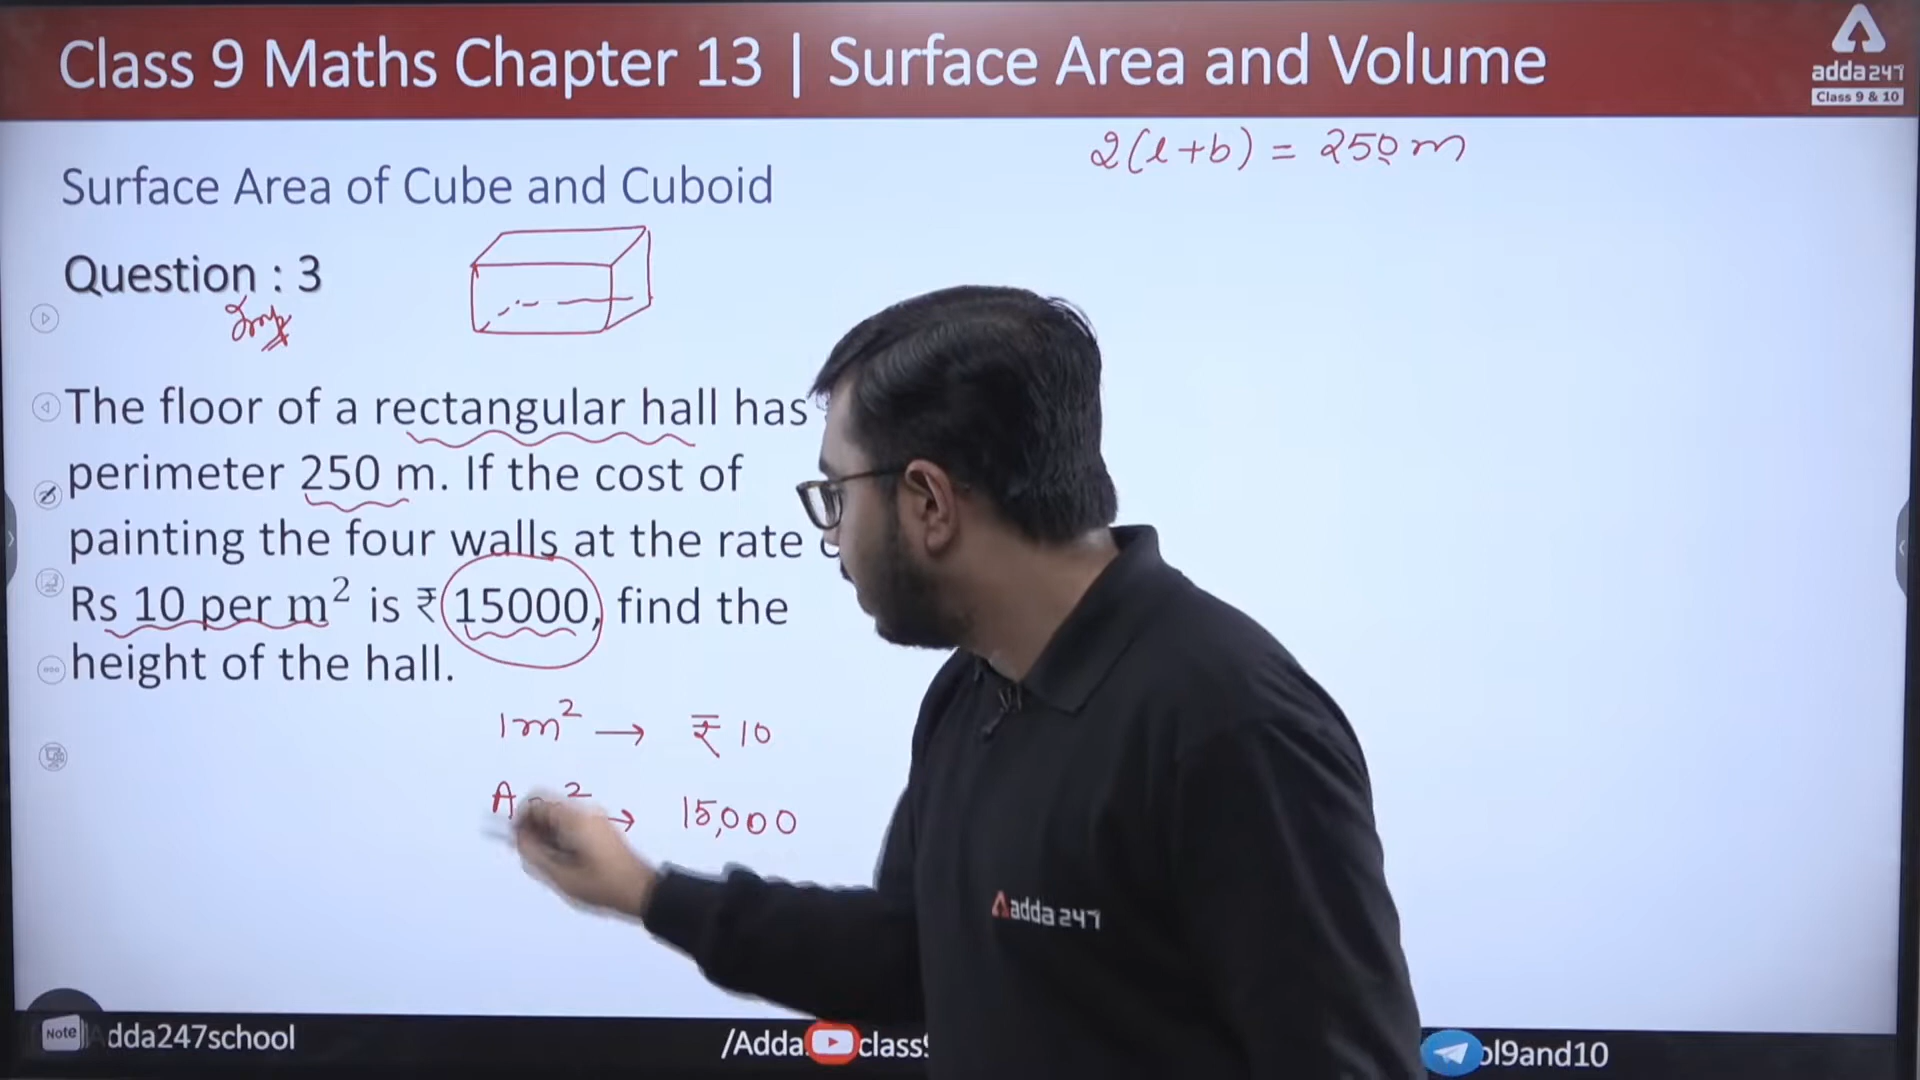 Class 9 Maths Chapter 13 | Surface Area and Volume
adda247
Class 9 & 10
2(l+b) = 250 m
Surface Area of Cube and Cuboid
Question : 3
Imp
The floor of a rectangular hall has
perimeter 250 m. If the cost of
painting the four walls at the rate
Rs 10 per m² is ₹ 15000, find the
height of the hall.
1m² → ₹ 10
A m² → 15,000
adda247
Note
dda247school
/Adda
class
ol9and10